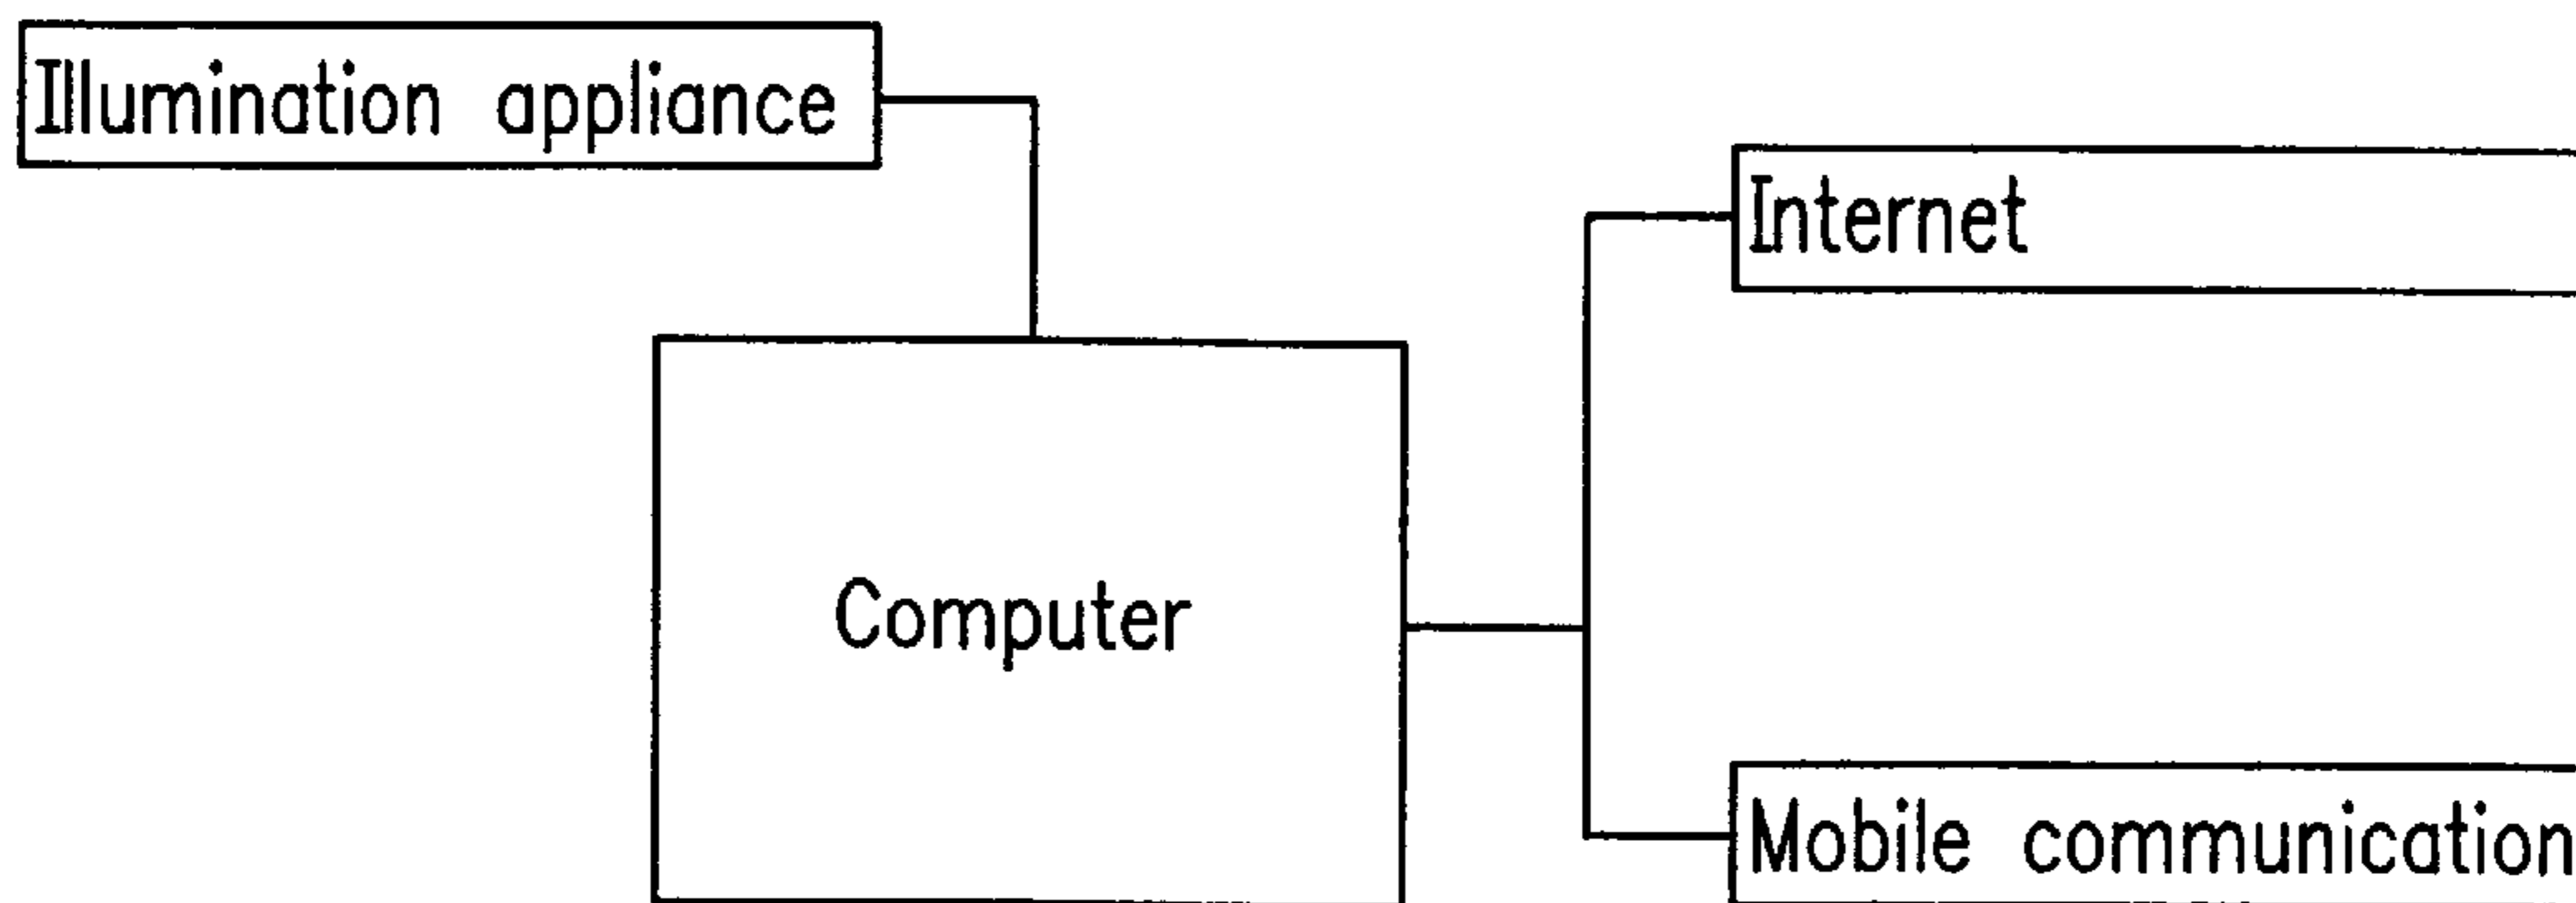 Illumination appliance
Internet
Computer
Mobile communication